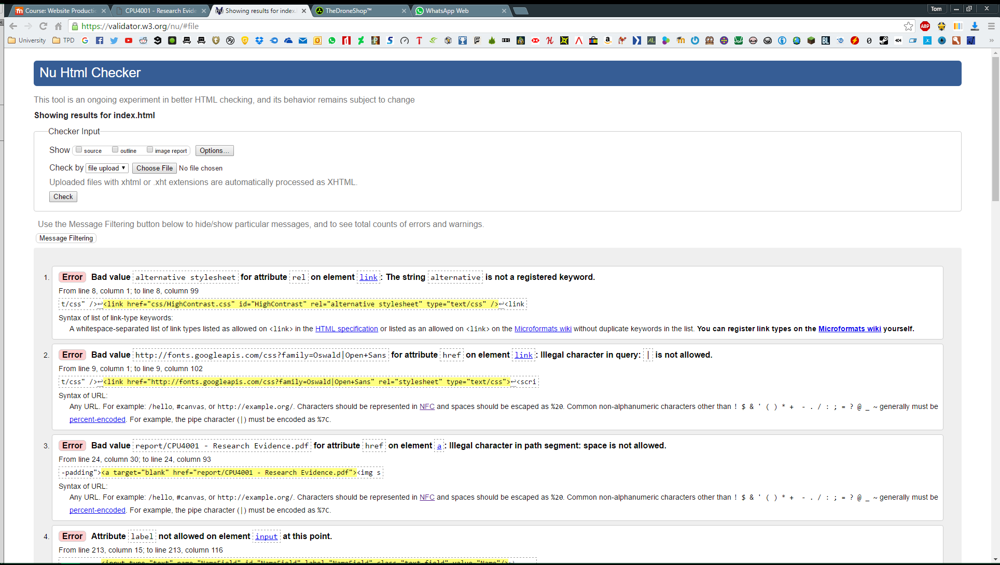 Course: Website Productio
CPU4001 - Research Evide
Showing results for index.
TheDroneShop™
WhatsApp Web
Tom
https://validator.w3.org/nu/#file
ABP
University
TPD
Nu Html Checker
This tool is an ongoing experiment in better HTML checking, and its behavior remains subject to change
Showing results for index.html
Checker Input
Show source outline image report Options...
Check by file upload Choose File No file chosen
Uploaded files with xhtml or .xht extensions are automatically processed as XHTML.
Check
Use the Message Filtering button below to hide/show particular messages, and to see total counts of errors and warnings.
Message Filtering
1. Error Bad value alternative stylesheet for attribute rel on element link: The string alternative is not a registered keyword.
From line 8, column 1; to line 8, column 99
t/css" />↩<link href="css/HighContrast.css" id="HighContrast" rel="alternative stylesheet" type="text/css" />↩<link
Syntax of list of link-type keywords:
A whitespace-separated list of link types listed as allowed on <link> in the HTML specification or listed as an allowed on <link> on the Microformats wiki without duplicate keywords in the list. You can register link types on the Microformats wiki yourself.
2. Error Bad value http://fonts.googleapis.com/css?family=Oswald|Open+Sans for attribute href on element link: Illegal character in query: | is not allowed.
From line 9, column 1; to line 9, column 102
t/css" />↩<link href="http://fonts.googleapis.com/css?family=Oswald|Open+Sans" rel="stylesheet" type="text/css">↩<scri
Syntax of URL:
Any URL. For example: /hello, #canvas, or http://example.org/. Characters should be represented in NFC and spaces should be escaped as %20. Common non-alphanumeric characters other than ! $ & ' ( ) * + - . / : ; = ? @ _ ~ generally must be
percent-encoded. For example, the pipe character (|) must be encoded as %7C.
3. Error Bad value report/CPU4001 - Research Evidence.pdf for attribute href on element a: Illegal character in path segment: space is not allowed.
From line 24, column 30; to line 24, column 93
-padding"><a target="blank" href="report/CPU4001 - Research Evidence.pdf"><img s
Syntax of URL:
Any URL. For example: /hello, #canvas, or http://example.org/. Characters should be represented in NFC and spaces should be escaped as %20. Common non-alphanumeric characters other than ! $ & ' ( ) * + - . / : ; = ? @ _ ~ generally must be
percent-encoded. For example, the pipe character (|) must be encoded as %7C.
4. Error Attribute label not allowed on element input at this point.
From line 213, column 15; to line 213, column 116
<input type="text" name="NameField" id="NameField" label="NameField" class="text field" value="Name"/>↩